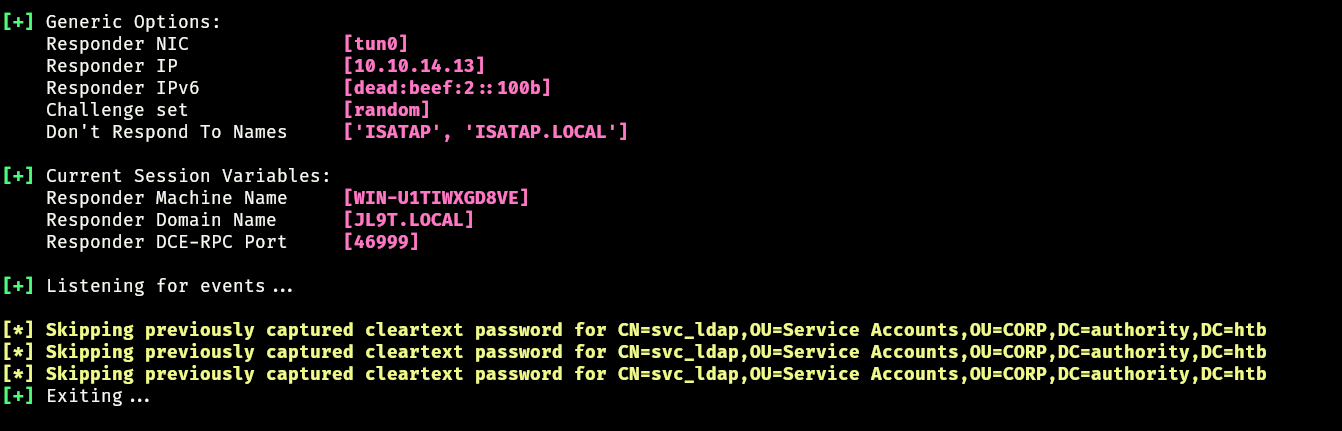 [+] Generic Options:
Responder NIC [tun0]
Responder IP [10.10.14.13]
Responder IPv6 [dead:beef:2::100b]
Challenge set [random]
Don't Respond To Names ['ISATAP', 'ISATAP.LOCAL']
[+] Current Session Variables:
Responder Machine Name [WIN-U1TIWXGD8VE]
Responder Domain Name [JL9T.LOCAL]
Responder DCE-RPC Port [46999]
[+] Listening for events...
[*] Skipping previously captured cleartext password for CN=svc_ldap,OU=Service Accounts,OU=CORP,DC=authority,DC=htb
[*] Skipping previously captured cleartext password for CN=svc_ldap,OU=Service Accounts,OU=CORP,DC=authority,DC=htb
[*] Skipping previously captured cleartext password for CN=svc_ldap,OU=Service Accounts,OU=CORP,DC=authority,DC=htb
[+] Exiting...